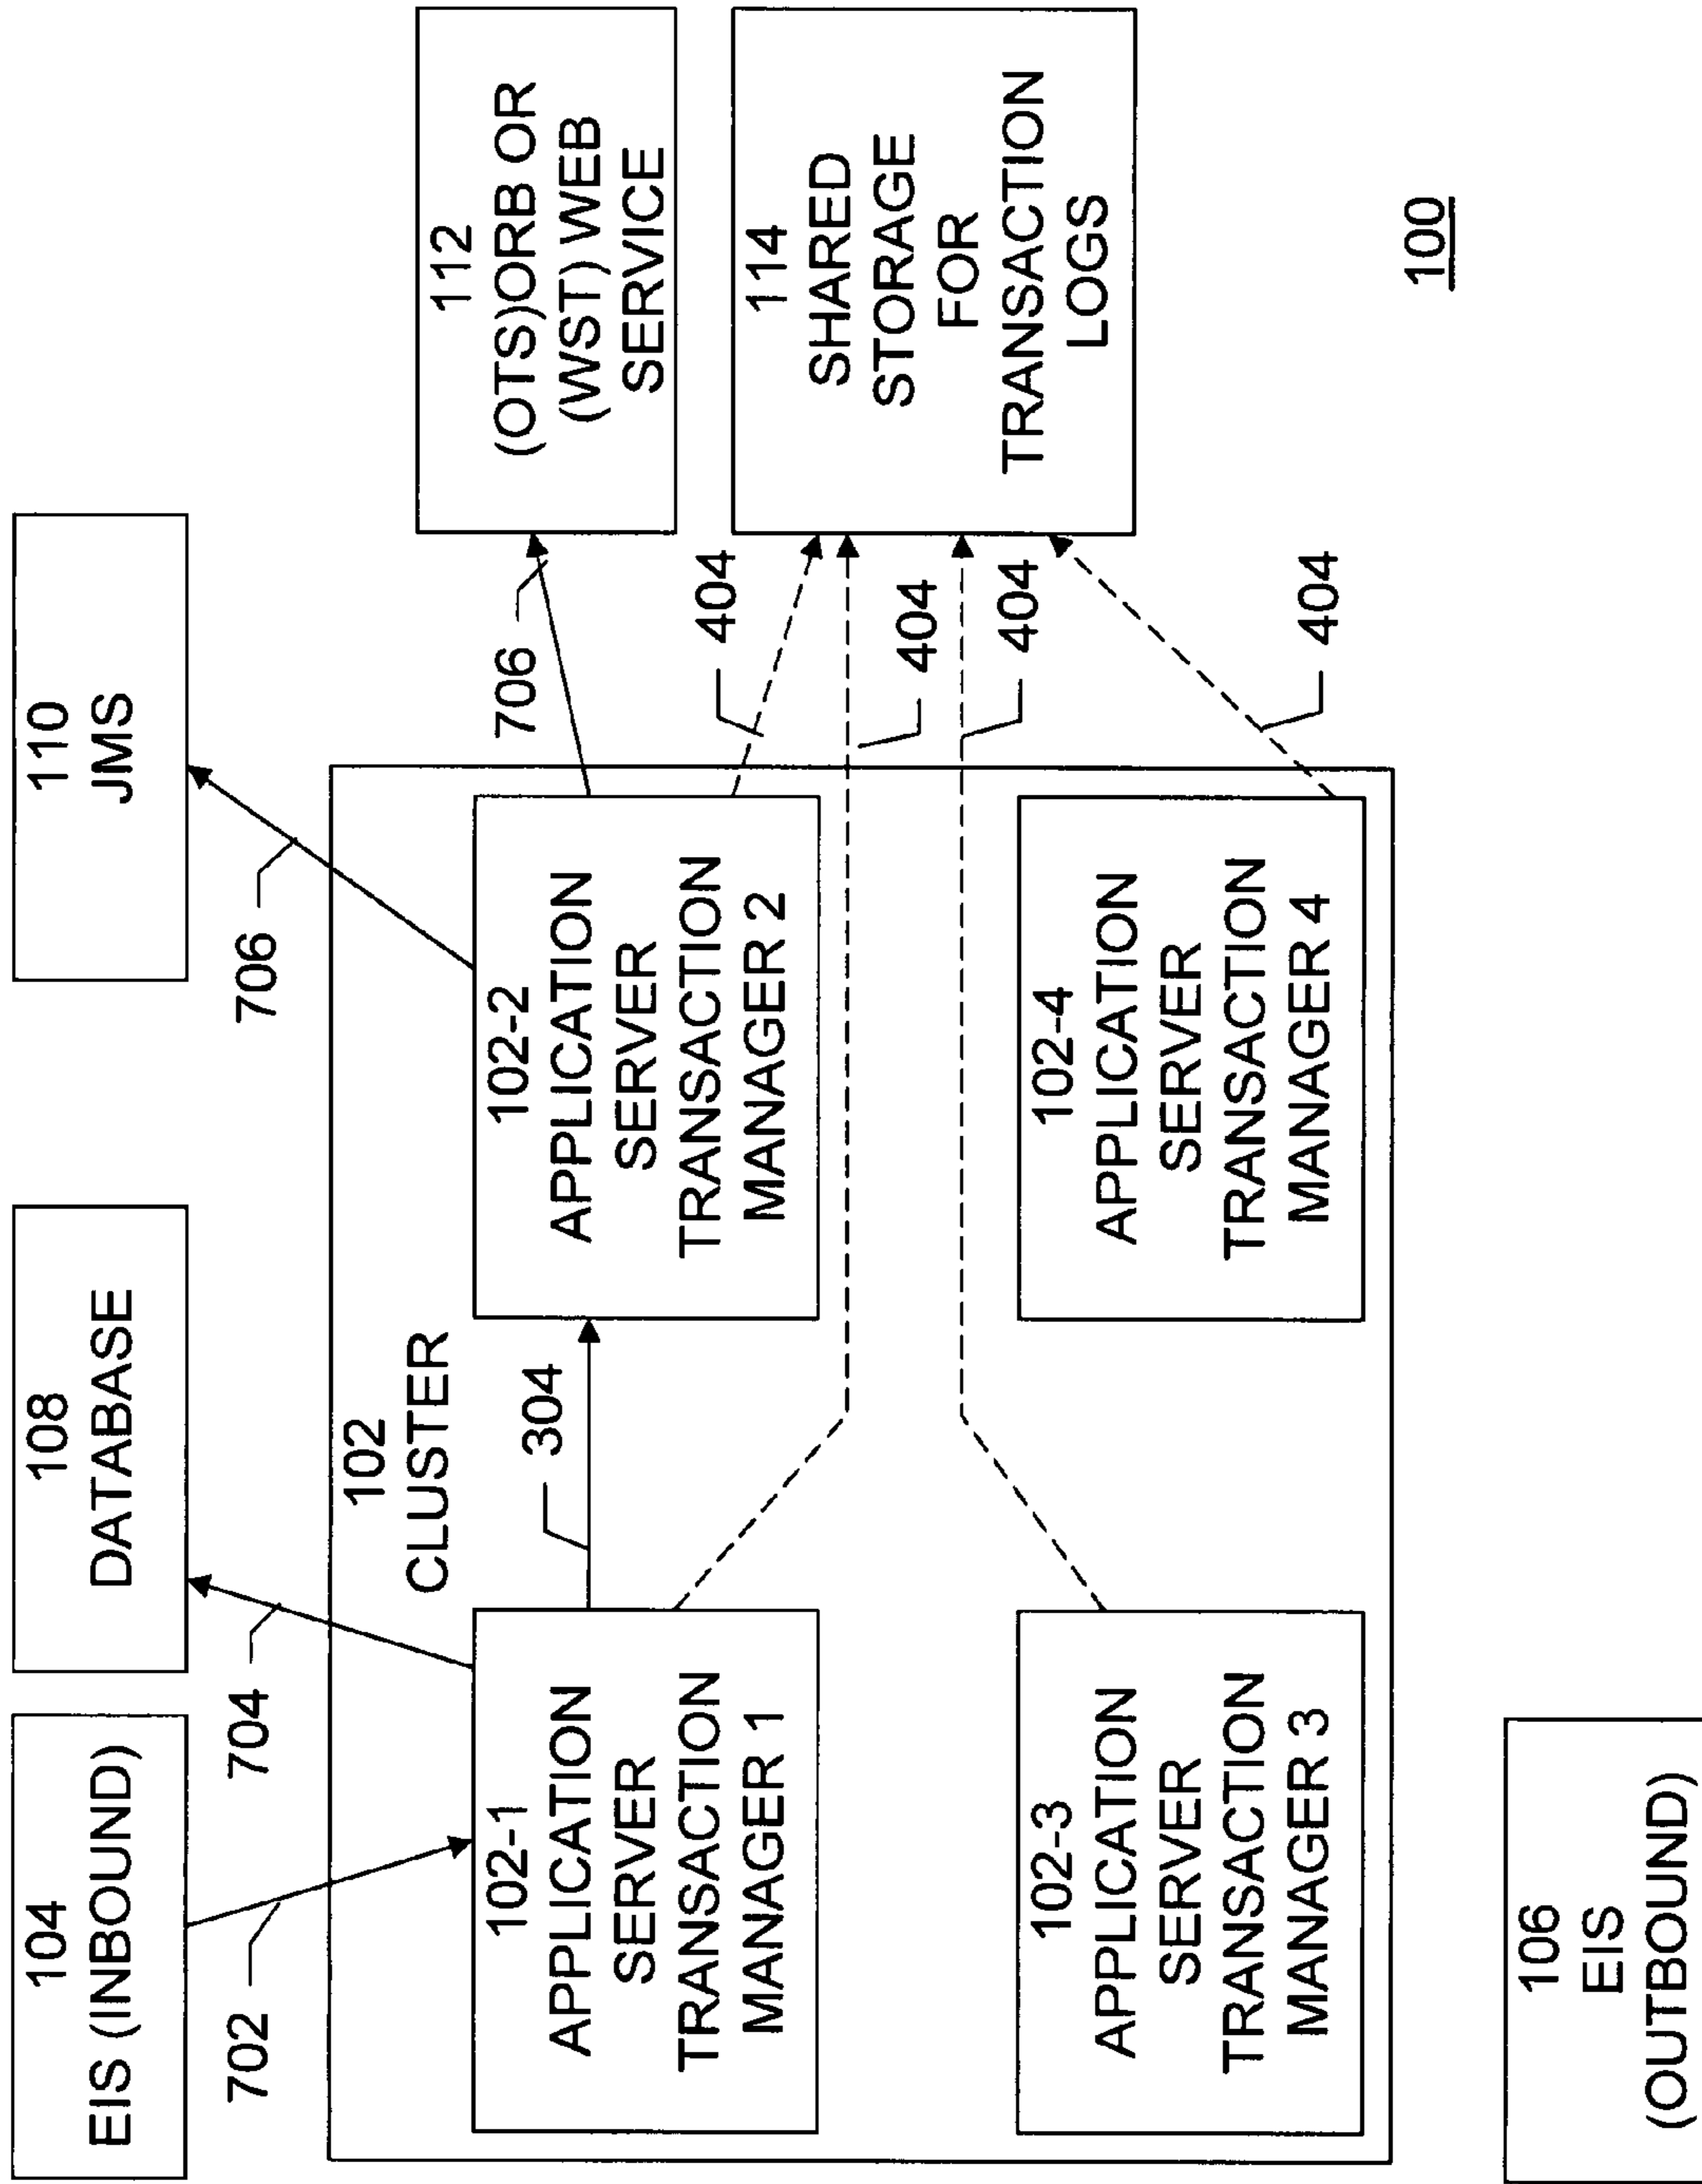 104
EIS (INBOUND)
108
DATABASE
110
JMS
702
704
706
102
CLUSTER
112
(OTS)ORB OR
(WST) WEB
SERVICE
706
304
102-1
APPLICATION
SERVER
TRANSACTION
MANAGER 1
102-2
APPLICATION
SERVER
TRANSACTION
MANAGER 2
404
404
404
404
114
SHARED
STORAGE
FOR
TRANSACTION
LOGS
102-3
APPLICATION
SERVER
TRANSACTION
MANAGER 3
102-4
APPLICATION
SERVER
TRANSACTION
MANAGER 4
106
EIS
(OUTBOUND)
100